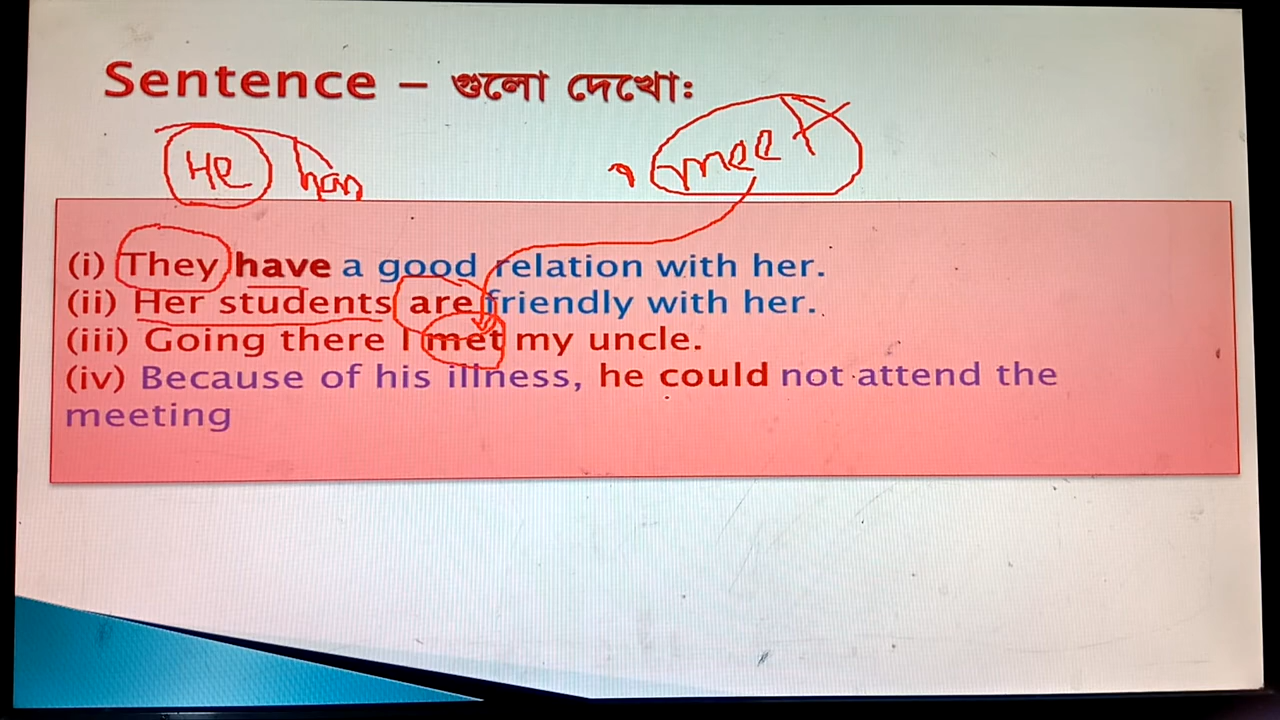 Sentence – গুলো দেখো:
He has
meet
(i) They have a good relation with her.
(ii) Her students are friendly with her.
(iii) Going there I met my uncle.
(iv) Because of his illness, he could not attend the
meeting